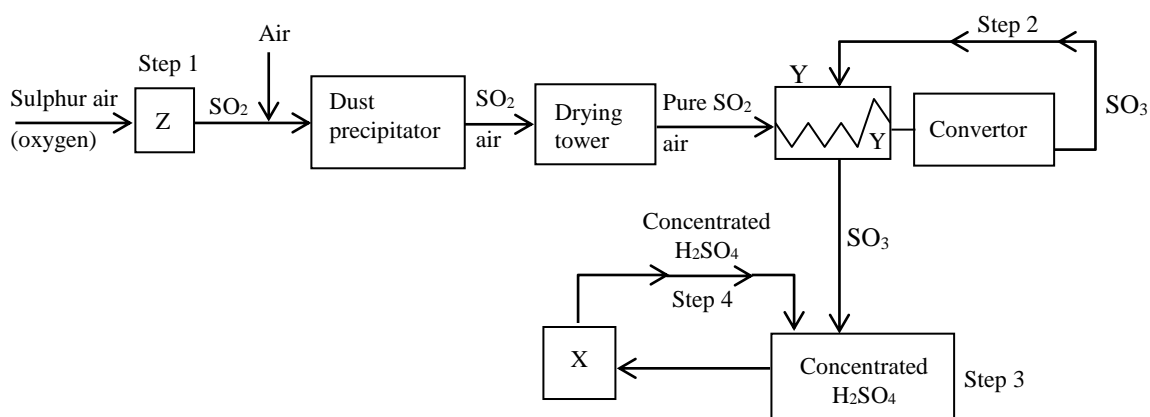 Step 2
Air
Step 1
Y
Sulphur air
(oxygen)
Z
SO₂
Dust
precipitator
SO₂
air
Drying
tower
Pure SO₂
air
Y
Convertor
SO₃
Concentrated
H₂SO₄
Step 4
SO₃
X
Concentrated
H₂SO₄
Step 3